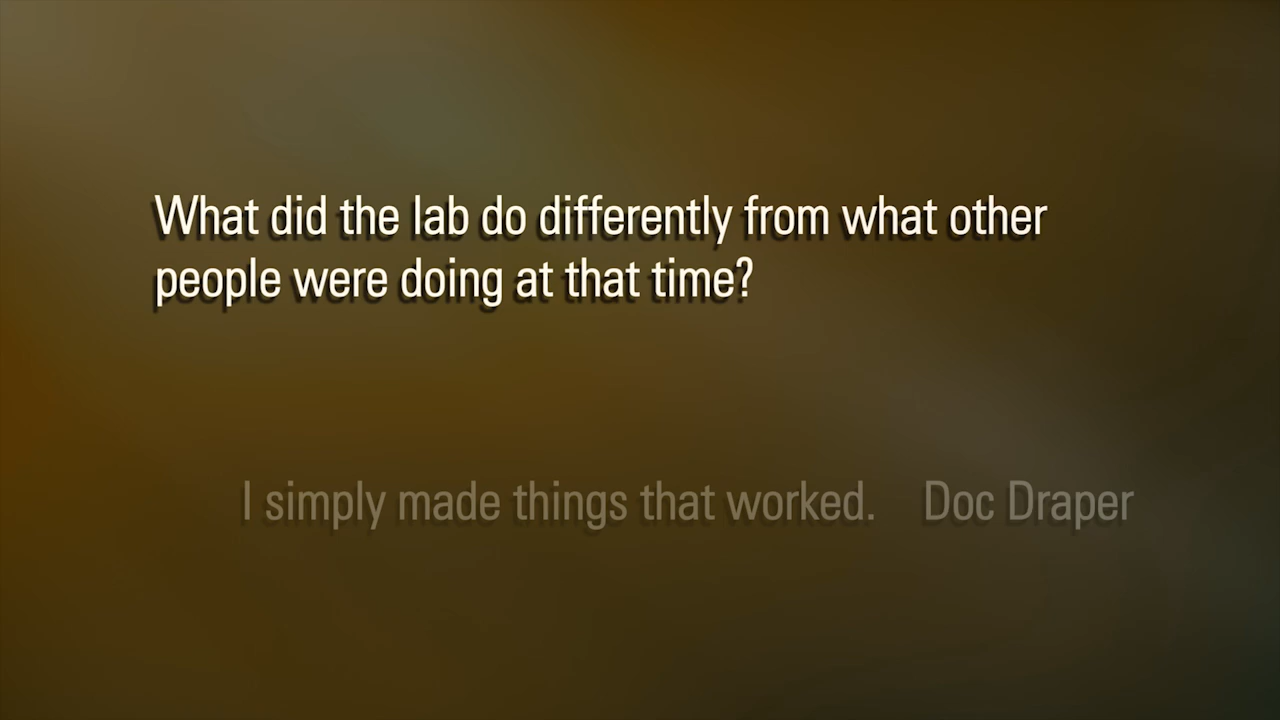 What did the lab do differently from what other
people were doing at that time?
I simply made things that worked. Doc Draper